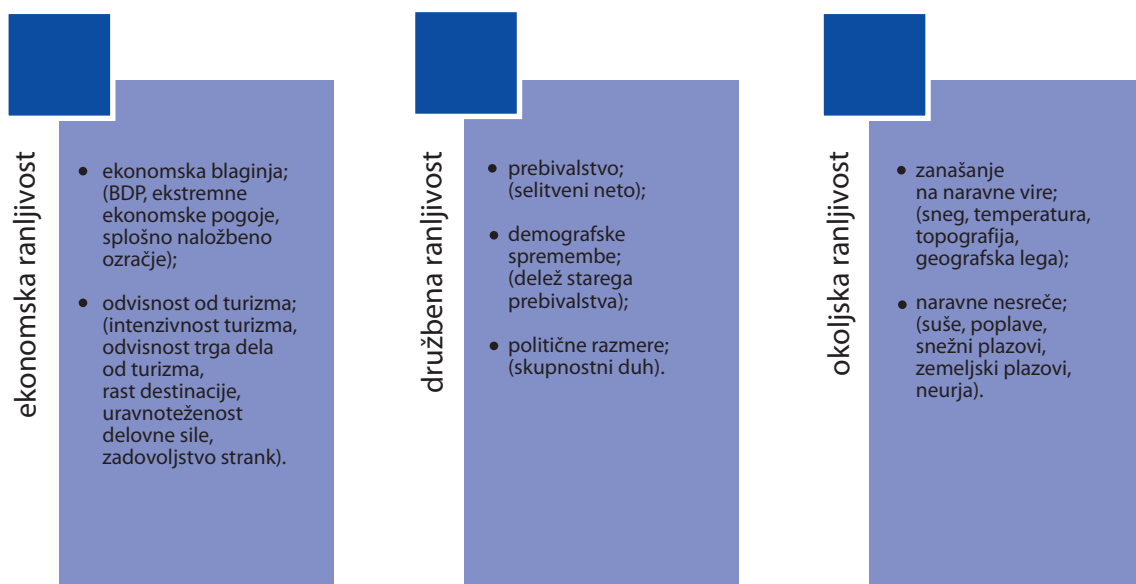 ekonomska ranljivost
• ekonomska blaginja;
(BDP, ekstremne
ekonomske pogoje,
splošno naložbeno
ozračje);
• odvisnost od turizma;
(intenzivnost turizma,
odvisnost trga dela
od turizma,
rast destinacije,
uravnoteženost
delovne sile,
zadovoljstvo strank).
družbena ranljivost
• prebivalstvo;
(selitveni neto);
• demografske
spremembe;
(delež starega
prebivalstva);
• politične razmere;
(skupnostni duh).
okoljska ranljivost
• zanašanje
na naravne vire;
(sneg, temperatura,
topografija,
geografska lega);
• naravne nesreče;
(suše, poplave,
snežni plazovi,
zemeljski plazovi,
neurja).